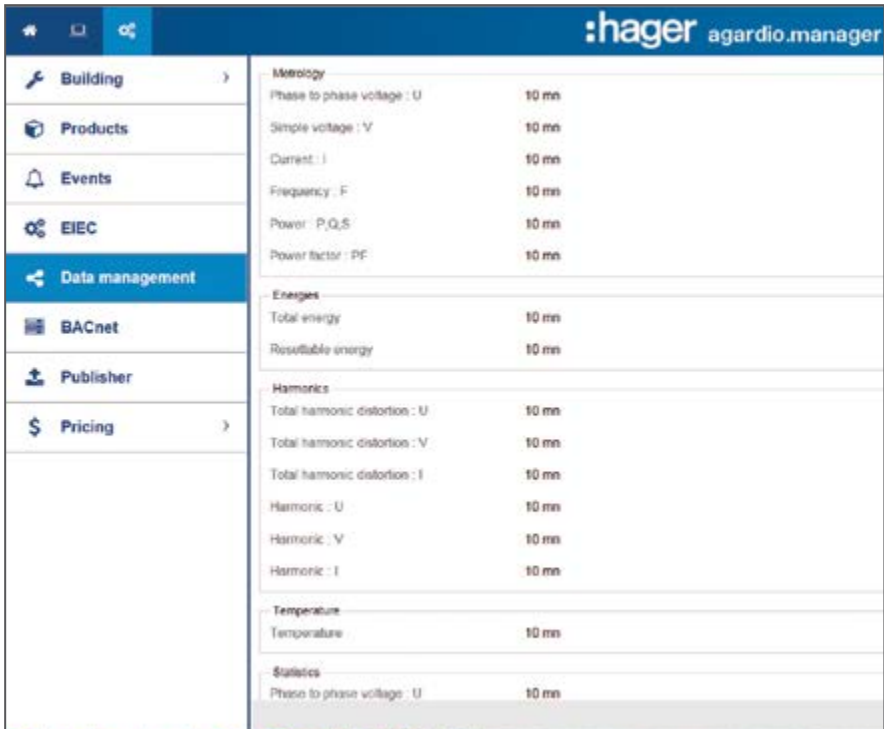 :hager agardio.manager
Building
Products
Events
EIEC
Data management
BACnet
Publisher
$ Pricing
Metrology
Phase to phase voltage : U 10 mn
Simple voltage : V 10 mn
Current : I 10 mn
Frequency : F 10 mn
Power : P,Q,S 10 mn
Power factor : PF 10 mn
Energies
Total energy 10 mn
Resettable energy 10 mn
Harmonics
Total harmonic distortion : U 10 mn
Total harmonic distortion : V 10 mn
Total harmonic distortion : I 10 mn
Harmonic : U 10 mn
Harmonic : V 10 mn
Harmonic : I 10 mn
Temperature
Temperature 10 mn
Statistics
Phase to phase voltage : U 10 mn